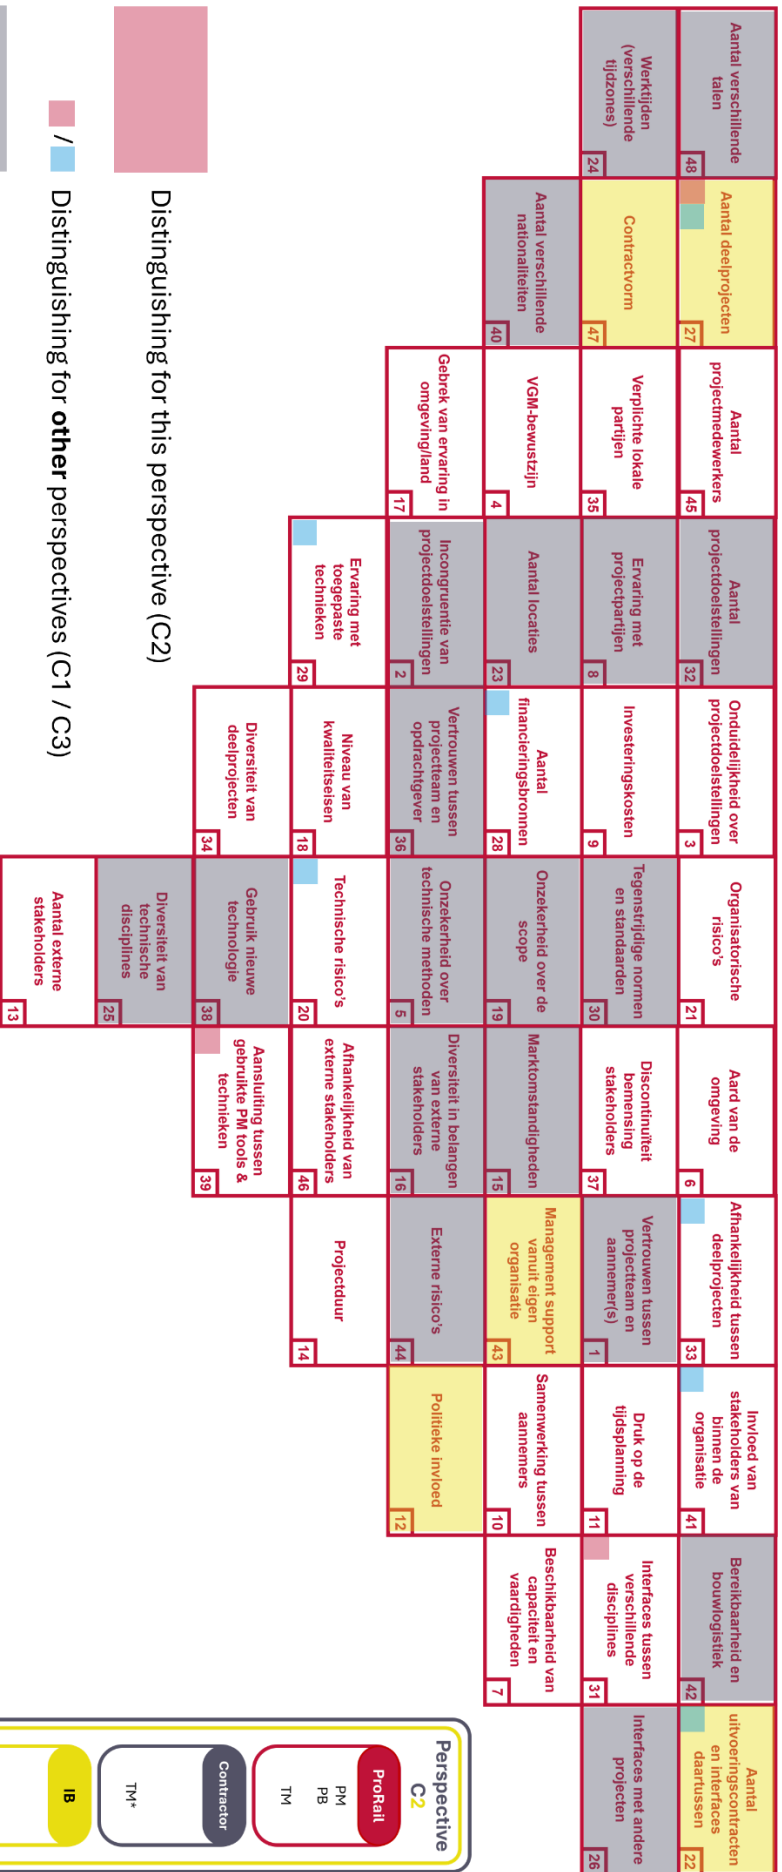 Aantal verschillende
talen
48
Werktijden
(verschillende
tijdzones)
24
Aantal deelprojecten
27
Contractvorm
47
Aantal verschillende
nationaliteiten
40
Aantal
projectmedewerkers
45
Verplichte lokale
partijen
35
VGM-bewustzijn
4
Gebrek van ervaring in
omgeving/land
17
Aantal
projectdoelstellingen
32
Ervaring met
projectpartijen
8
Aantal locaties
23
Incongruentie van
projectdoelstellingen
2
Ervaring met
toegepaste
technieken
29
Onduidelijkheid over
projectdoelstellingen
3
Investeringskosten
9
Aantal
financieringsbronnen
28
Vertrouwen tussen
projectteam en
opdrachtgever
36
Niveau van
kwaliteitseisen
18
Diversiteit van
deelprojecten
34
Organisatorische
risico's
21
Tegenstrijdige normen
en standaarden
30
Onzekerheid over de
scope
19
Onzekerheid over
technische methoden
5
Technische risico's
20
Gebruik nieuwe
technologie
38
Diversiteit van
technische
disciplines
25
Aantal externe
stakeholders
13
Aard van de
omgeving
6
Discontinuïteit
bemensing
stakeholders
37
Marktomstandigheden
15
Diversiteit in belangen
van externe
stakeholders
16
Afhankelijkheid van
externe stakeholders
46
Aansluiting tussen
gebruikte PM tools &
technieken
39
Afhankelijkheid tussen
deelprojecten
33
Vertrouwen tussen
projectteam en
aannemer(s)
1
Management support
vanuit eigen
organisatie
43
Externe risico's
44
Projectduur
14
Invloed van
stakeholders van
binnen de
organisatie
41
Druk op de
tijdsplanning
11
Samenwerking tussen
aannemers
10
Politieke invloed
12
Bereikbaarheid en
bouwlogistiek
42
Interfaces tussen
verschillende
disciplines
31
Beschikbaarheid van
capaciteit en
vaardigheden
7
Aantal
uitvoeringscontracten
en interfaces
daartussen
22
Interfaces met andere
projecten
26
Distinguishing for this perspective (C2)
/ Distinguishing for other perspectives (C1 / C3)
Perspective
C2
ProRail
PM
PB
TM
Contractor
TM*
IB